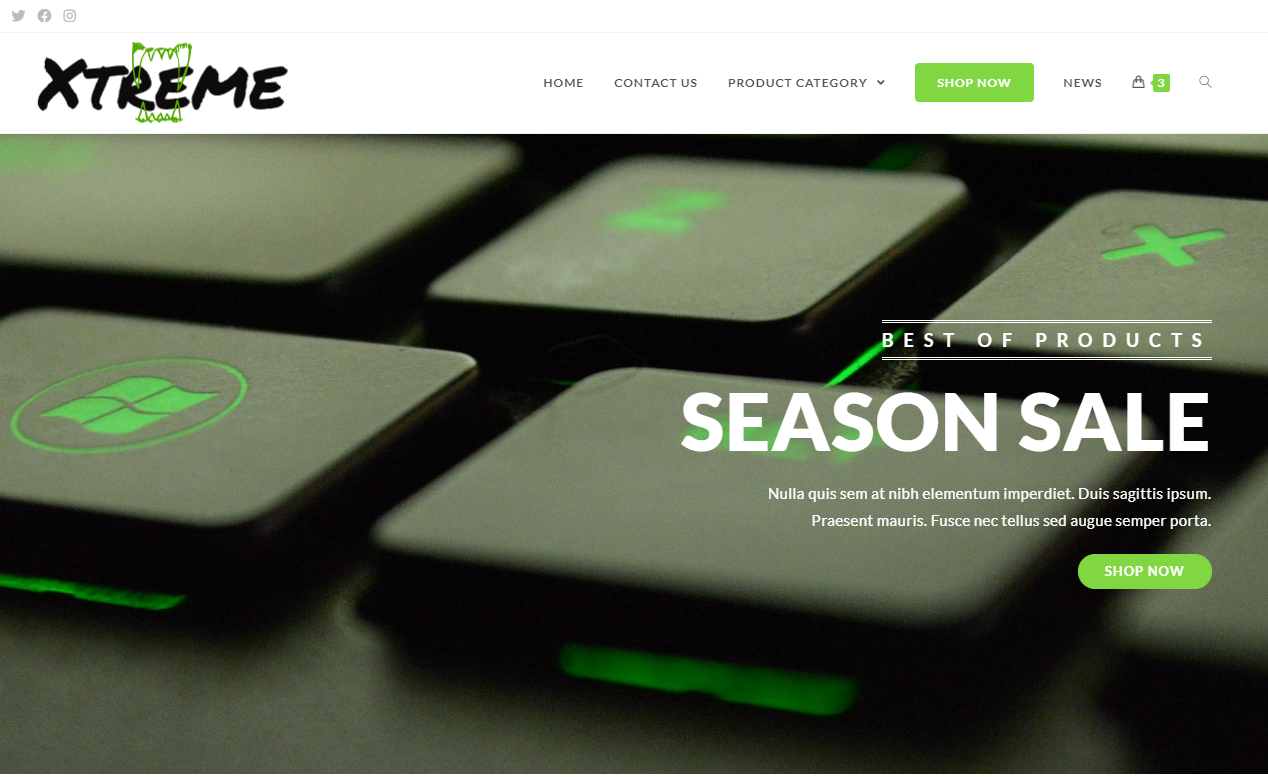 XTREME
HOME CONTACT US PRODUCT CATEGORY SHOP NOW NEWS 3
BEST OF PRODUCTS
SEASON SALE
Nulla quis sem at nibh elementum imperdiet. Duis sagittis ipsum.
Praesent mauris. Fusce nec tellus sed augue semper porta.
SHOP NOW